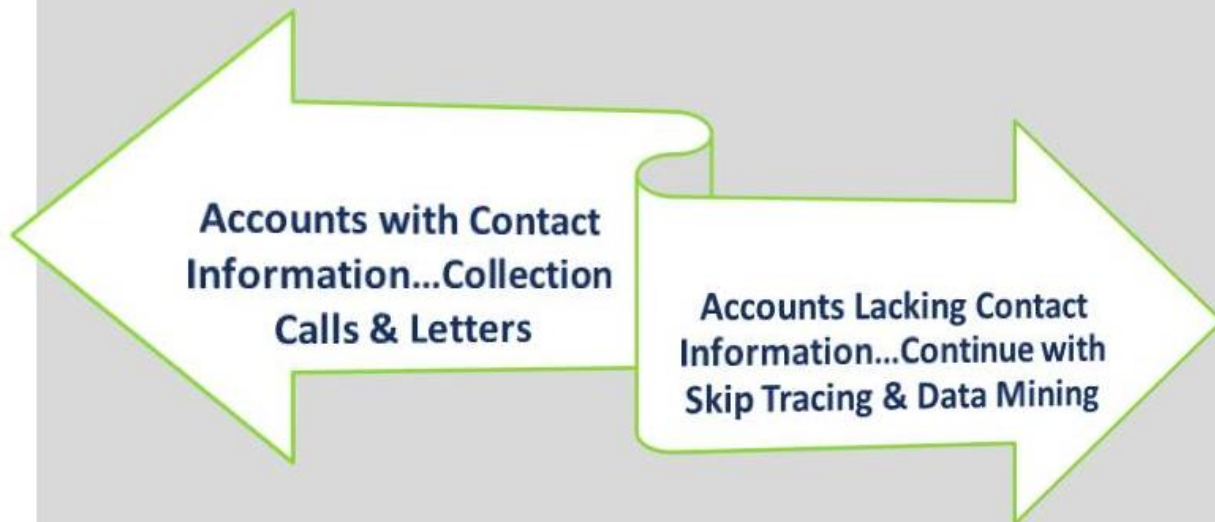 Accounts with Contact
Information...Collection
Calls & Letters
Accounts Lacking Contact
Information...Continue with
Skip Tracing & Data Mining